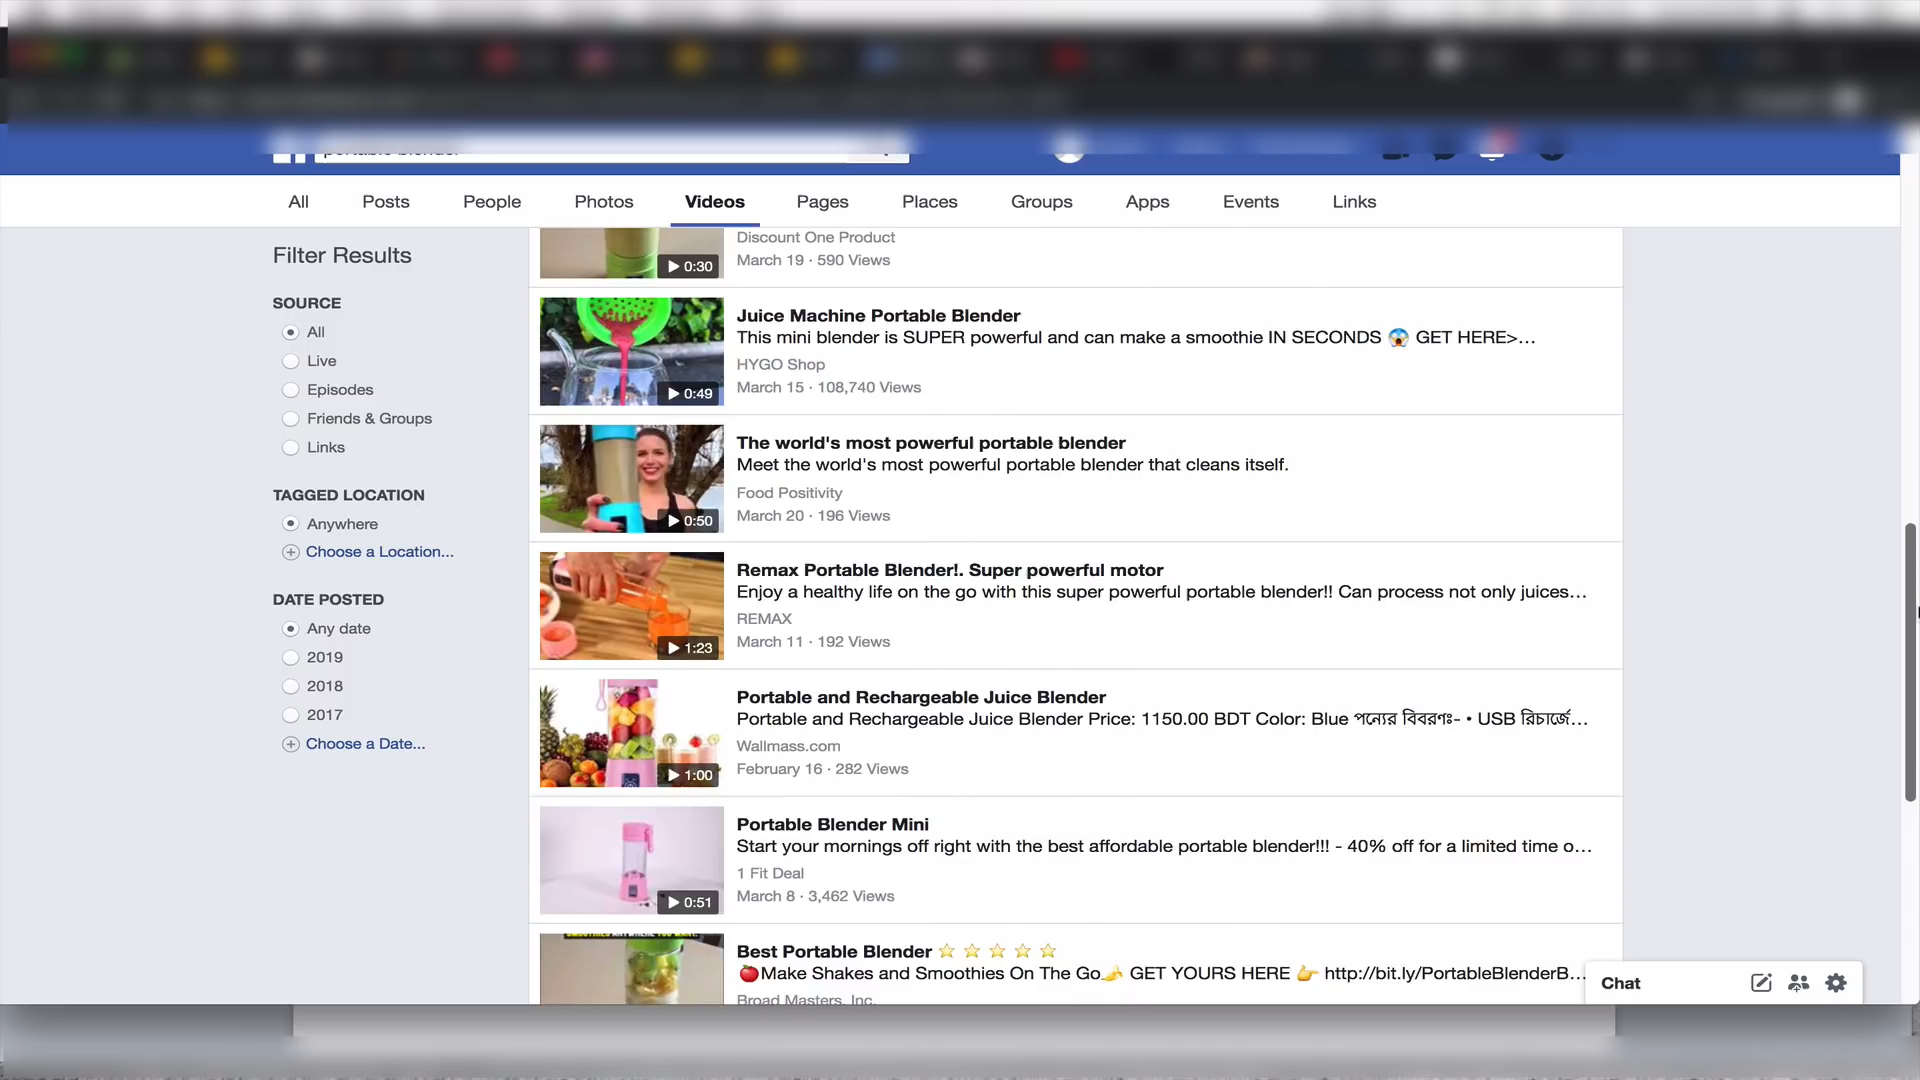 portable blender
All Posts People Photos Videos Pages Places Groups Apps Events Links
Filter Results
SOURCE
All
Live
Episodes
Friends & Groups
Links
TAGGED LOCATION
Anywhere
Choose a Location...
DATE POSTED
Any date
2019
2018
2017
Choose a Date...
0:30
Discount One Product
March 19 · 590 Views
0:49
Juice Machine Portable Blender
This mini blender is SUPER powerful and can make a smoothie IN SECONDS 😱 GET HERE>...
HYGO Shop
March 15 · 108,740 Views
0:50
The world's most powerful portable blender
Meet the world's most powerful portable blender that cleans itself.
Food Positivity
March 20 · 196 Views
1:23
Remax Portable Blender!. Super powerful motor
Enjoy a healthy life on the go with this super powerful portable blender!! Can process not only juices...
REMAX
March 11 · 192 Views
1:00
Portable and Rechargeable Juice Blender
Portable and Rechargeable Juice Blender Price: 1150.00 BDT Color: Blue পন্যের বিবরণঃ- • USB রিচার্জে...
Wallmass.com
February 16 · 282 Views
0:51
Portable Blender Mini
Start your mornings off right with the best affordable portable blender!!! - 40% off for a limited time o...
1 Fit Deal
March 8 · 3,462 Views
Best Portable Blender ⭐ ⭐ ⭐ ⭐ ⭐
🍎Make Shakes and Smoothies On The Go🍌 GET YOURS HERE 👉 http://bit.ly/PortableBlenderB...
Broad Masters, Inc.
Chat